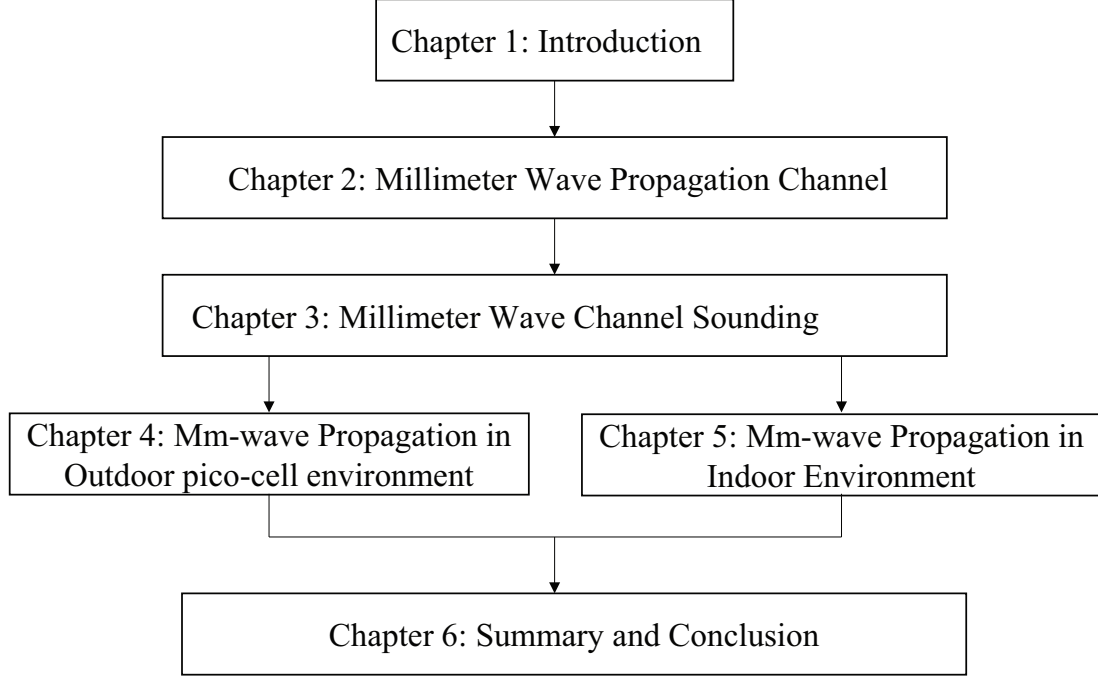 Chapter 1: Introduction
Chapter 2: Millimeter Wave Propagation Channel
Chapter 3: Millimeter Wave Channel Sounding
Chapter 4: Mm-wave Propagation in
Outdoor pico-cell environment
Chapter 5: Mm-wave Propagation in
Indoor Environment
Chapter 6: Summary and Conclusion